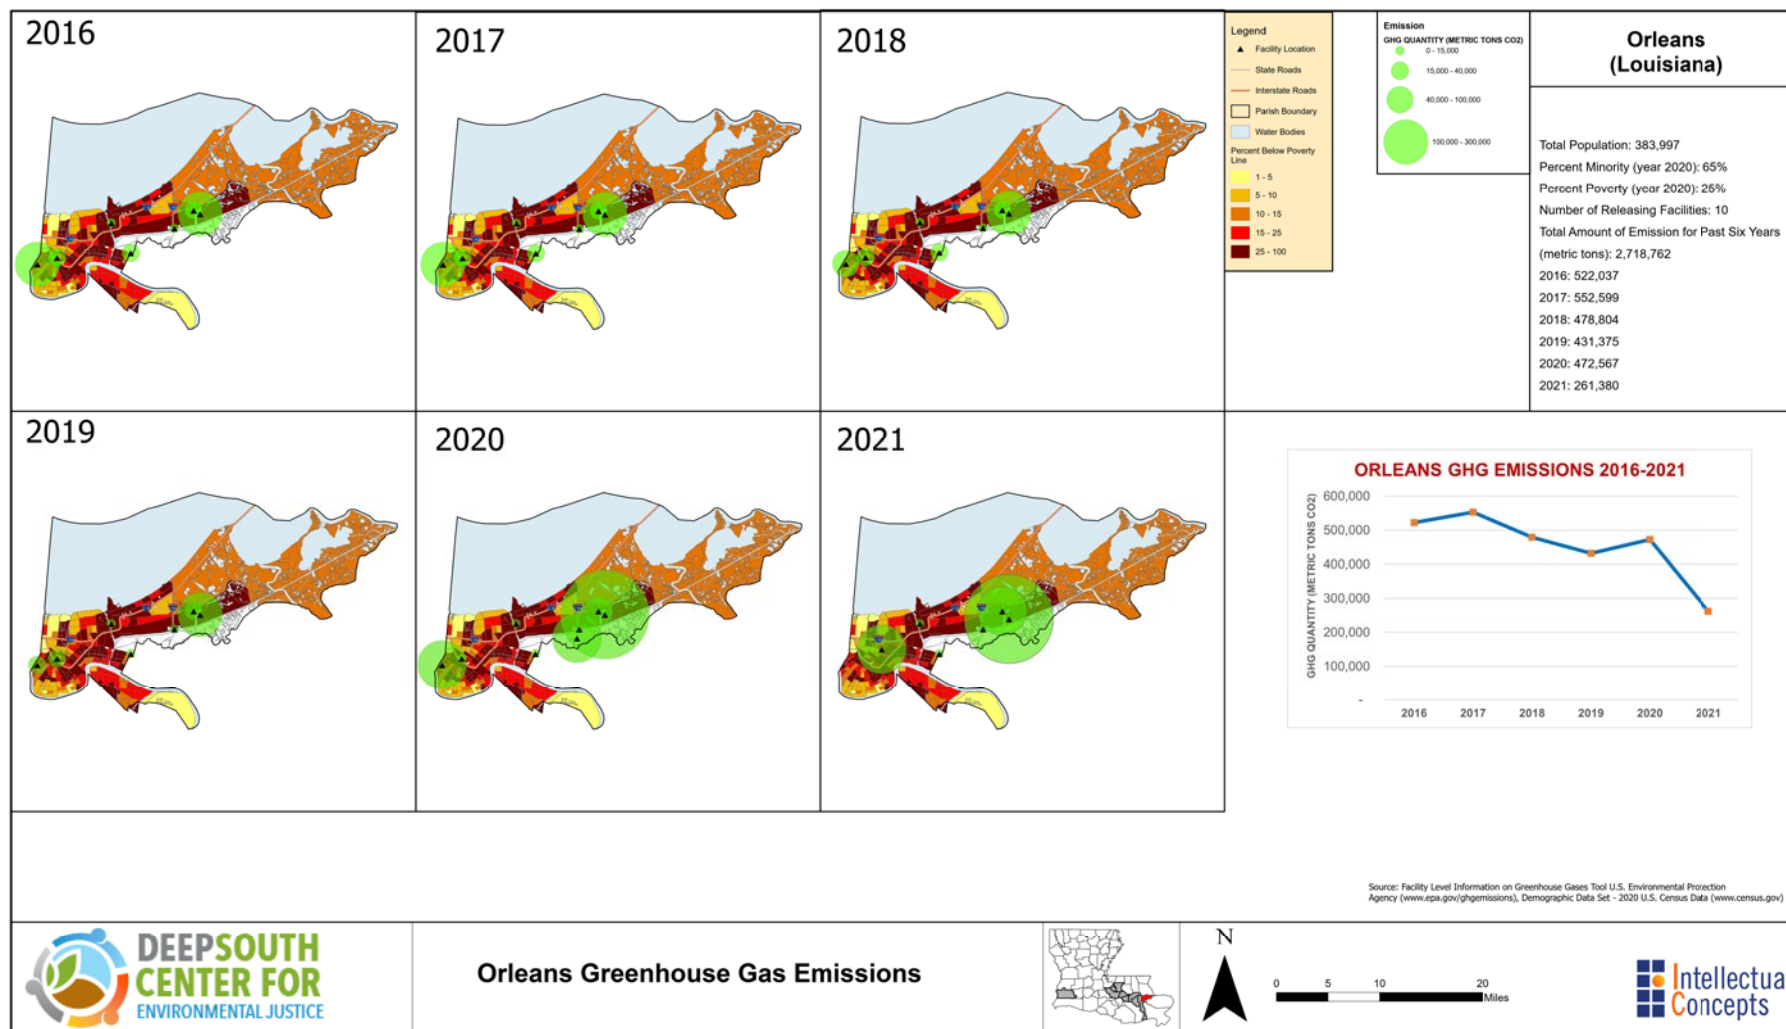 2016
2017
2018
Legend
Facility Location
State Roads
Interstate Roads
Parish Boundary
Water Bodies
Percent Below Poverty
Line
1 - 5
5 - 10
10 - 15
15 - 25
25 - 100
Emission
GHG QUANTITY (METRIC TONS CO2)
0 - 15,000
15,000 - 40,000
40,000 - 100,000
100,000 - 300,000
Orleans
(Louisiana)
Total Population: 383,997
Percent Minority (year 2020): 65%
Percent Poverty (year 2020): 25%
Number of Releasing Facilities: 10
Total Amount of Emission for Past Six Years
(metric tons): 2,718,762
2016: 522,037
2017: 552,599
2018: 478,804
2019: 431,375
2020: 472,567
2021: 261,380
2019
2020
2021
ORLEANS GHG EMISSIONS 2016-2021
GHG QUANTITY (METRIC TONS CO2)
600,000
500,000
400,000
300,000
200,000
100,000
-
2016 2017 2018 2019 2020 2021
Source: Facility Level Information on Greenhouse Gases Tool U.S. Environmental Protection
Agency (www.epa.gov/ghgemissions), Demographic Data Set - 2020 U.S. Census Data (www.census.gov)
DEEPSOUTH
CENTER FOR
ENVIRONMENTAL JUSTICE
Orleans Greenhouse Gas Emissions
N
0 5 10 20
Miles
Intellectua
Concepts